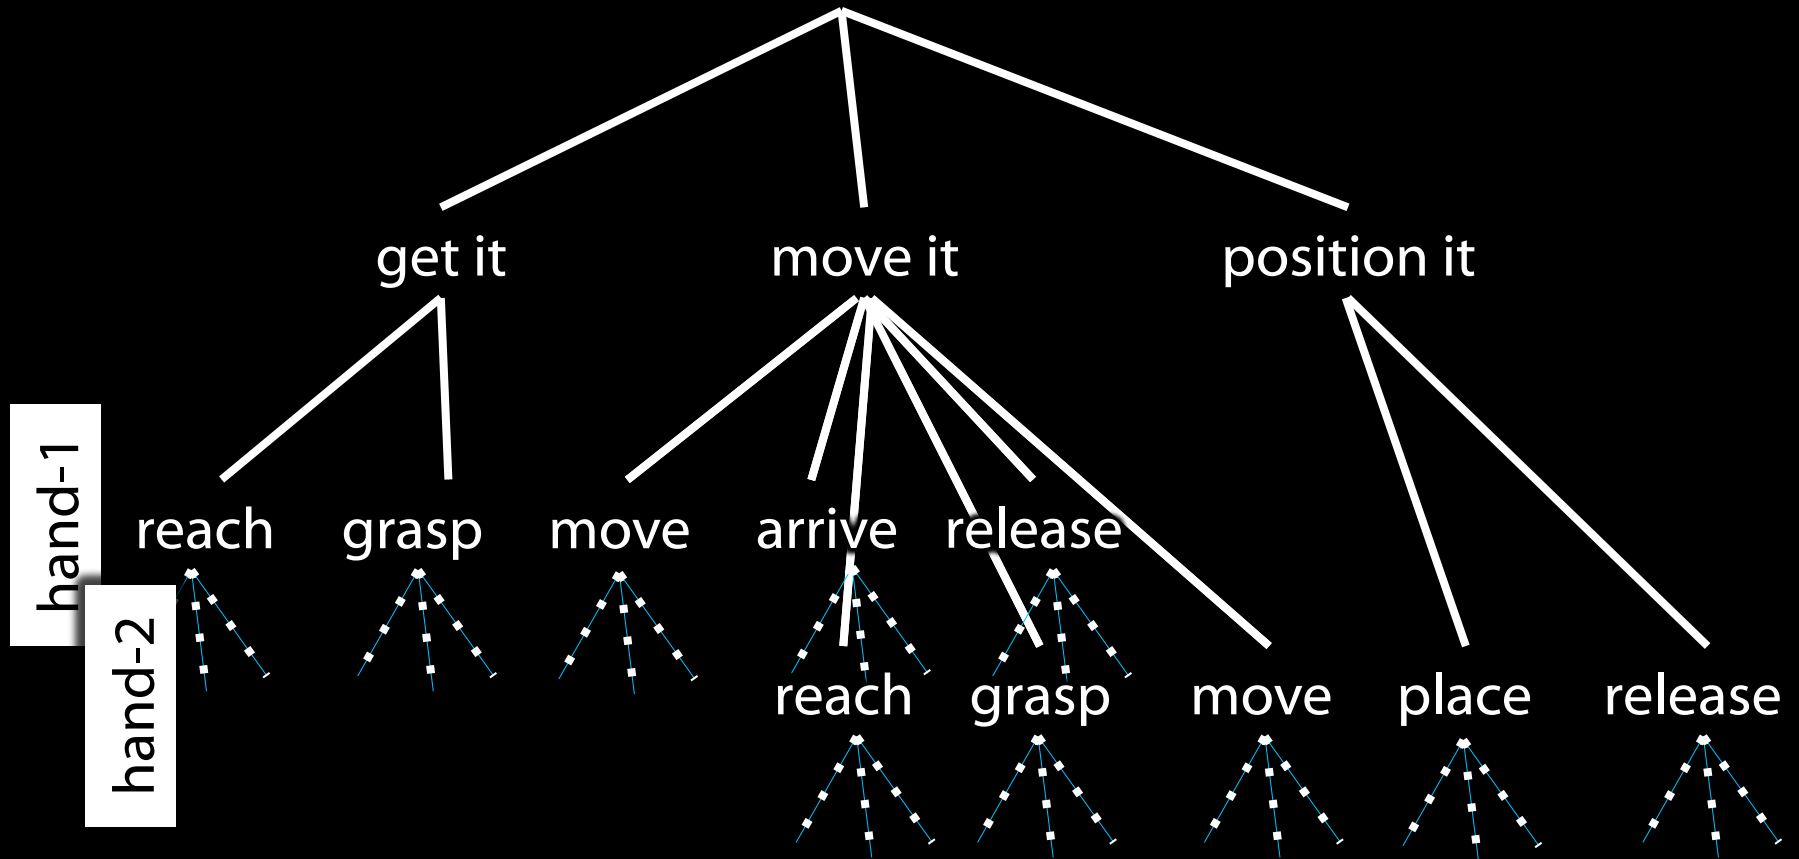 get it move it position it
hand-1
reach grasp move arrive release
hand-2
reach grasp move place release